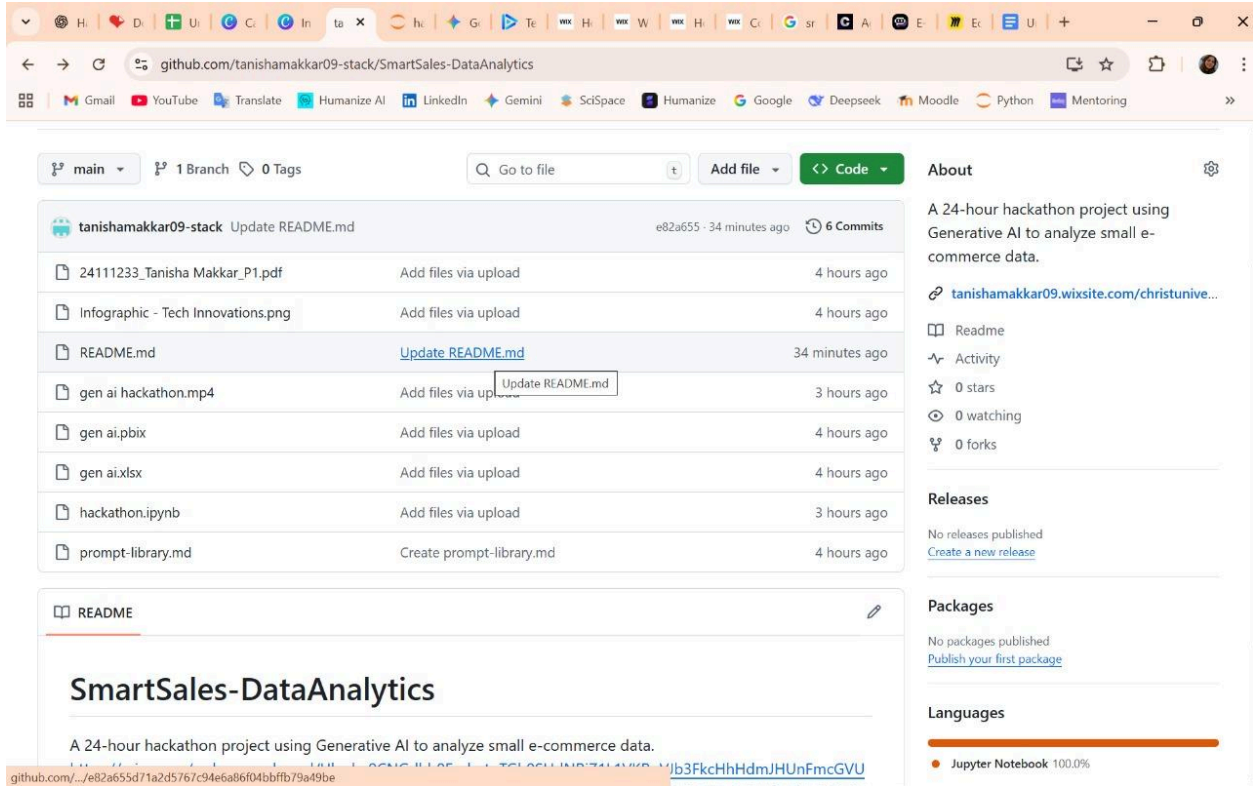 H
D
U
C
In
ta
h
G
Te
WIX H
WIX W
WIX H
WIX C
sr
A
E
E
U
github.com/tanishamakkar09-stack/SmartSales-DataAnalytics
Gmail YouTube Translate Humanize AI LinkedIn Gemini SciSpace Humanize Google Deepseek Moodle Python Mentoring
main 1 Branch 0 Tags Go to file t Add file <> Code
tanishamakkar09-stack Update README.md e82a655 · 34 minutes ago 6 Commits
24111233_Tanisha Makkar_P1.pdf Add files via upload 4 hours ago
Infographic - Tech Innovations.png Add files via upload 4 hours ago
README.md Update README.md 34 minutes ago
Update README.md
gen ai hackathon.mp4 Add files via upload 3 hours ago
gen ai.pbix Add files via upload 4 hours ago
gen ai.xlsx Add files via upload 4 hours ago
hackathon.ipynb Add files via upload 3 hours ago
prompt-library.md Create prompt-library.md 4 hours ago
README
SmartSales-DataAnalytics
A 24-hour hackathon project using Generative AI to analyze small e-commerce data.
github.com/.../e82a655d71a2d5767c94e6a86f04bbffb79a49be
About
A 24-hour hackathon project using
Generative AI to analyze small e-
commerce data.
tanishamakkar09.wixsite.com/christunive...
Readme
Activity
0 stars
0 watching
0 forks
Releases
No releases published
Create a new release
Packages
No packages published
Publish your first package
Languages
Jupyter Notebook 100.0%